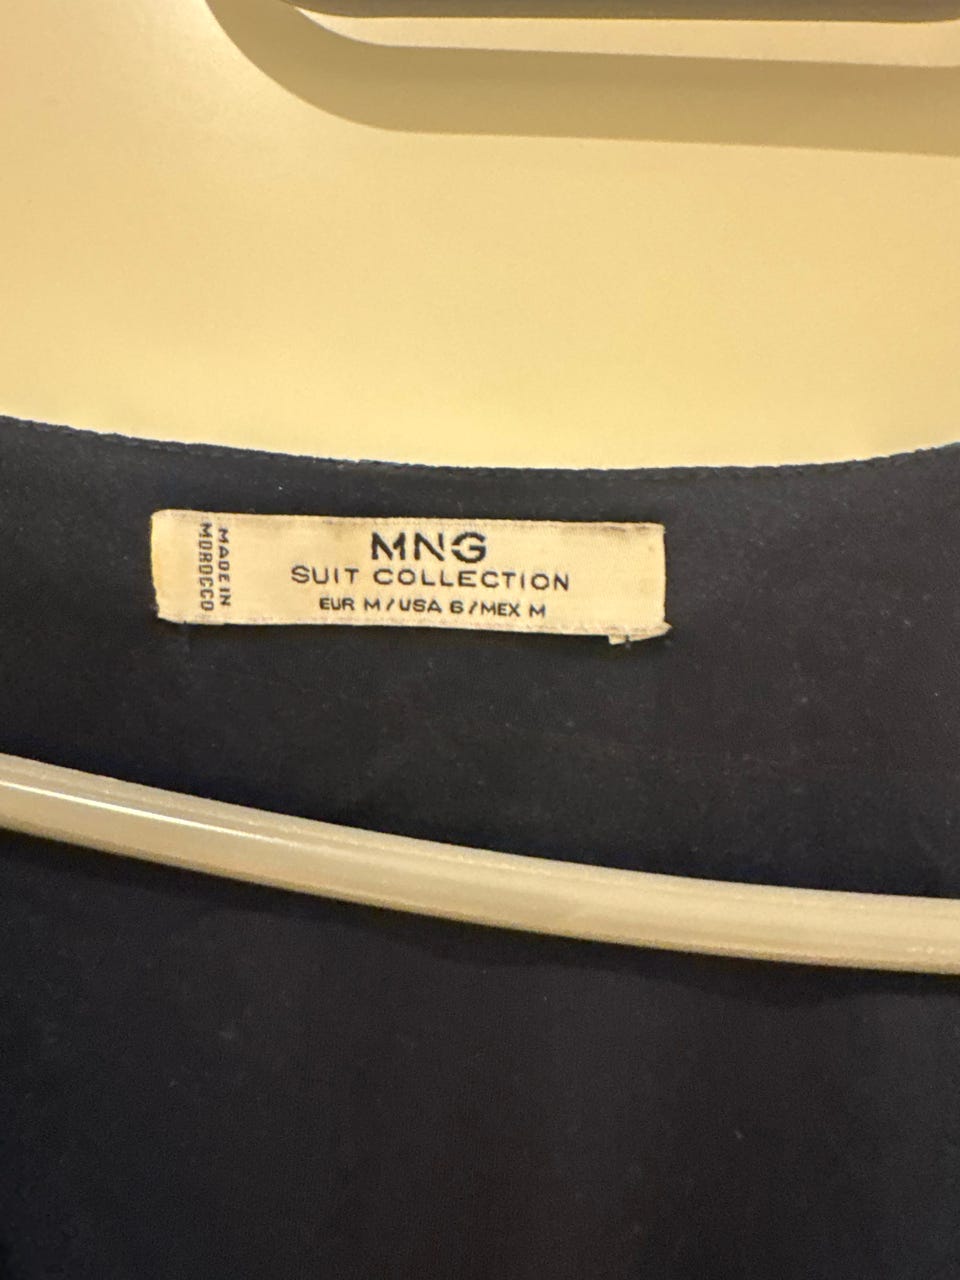 MADE IN
MOROCCO
MNG
SUIT COLLECTION
EUR M/USA 6/MEX M